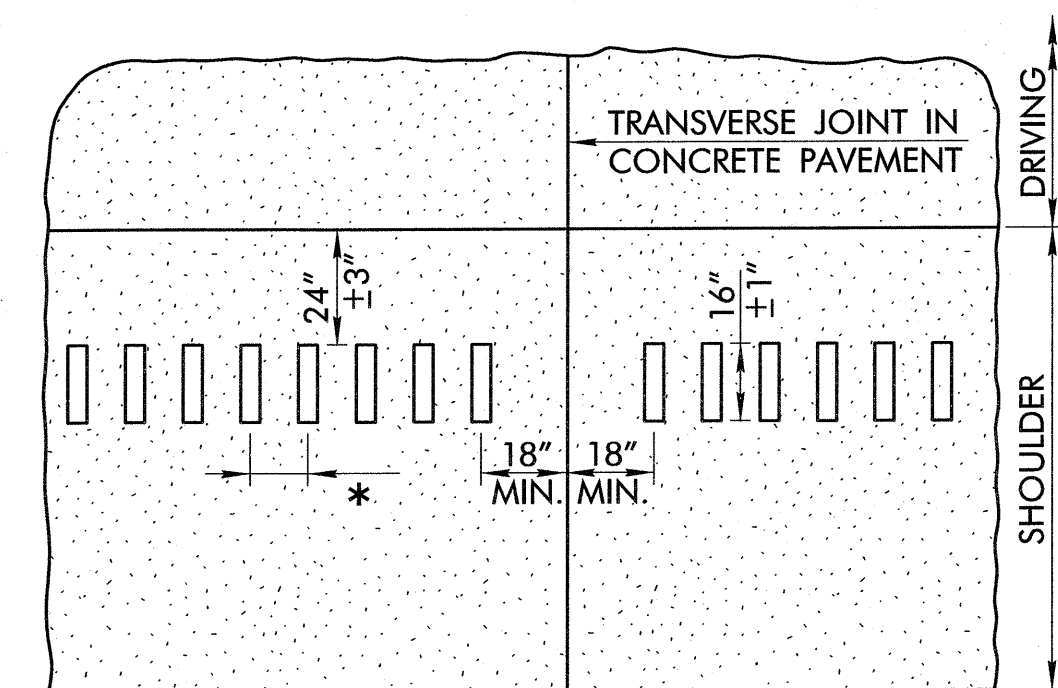 TRANSVERSE JOINT IN
CONCRETE PAVEMENT
DRIVING
24"
±3"
16"
±1"
SHOULDER
18"
MIN.
18"
MIN.
*